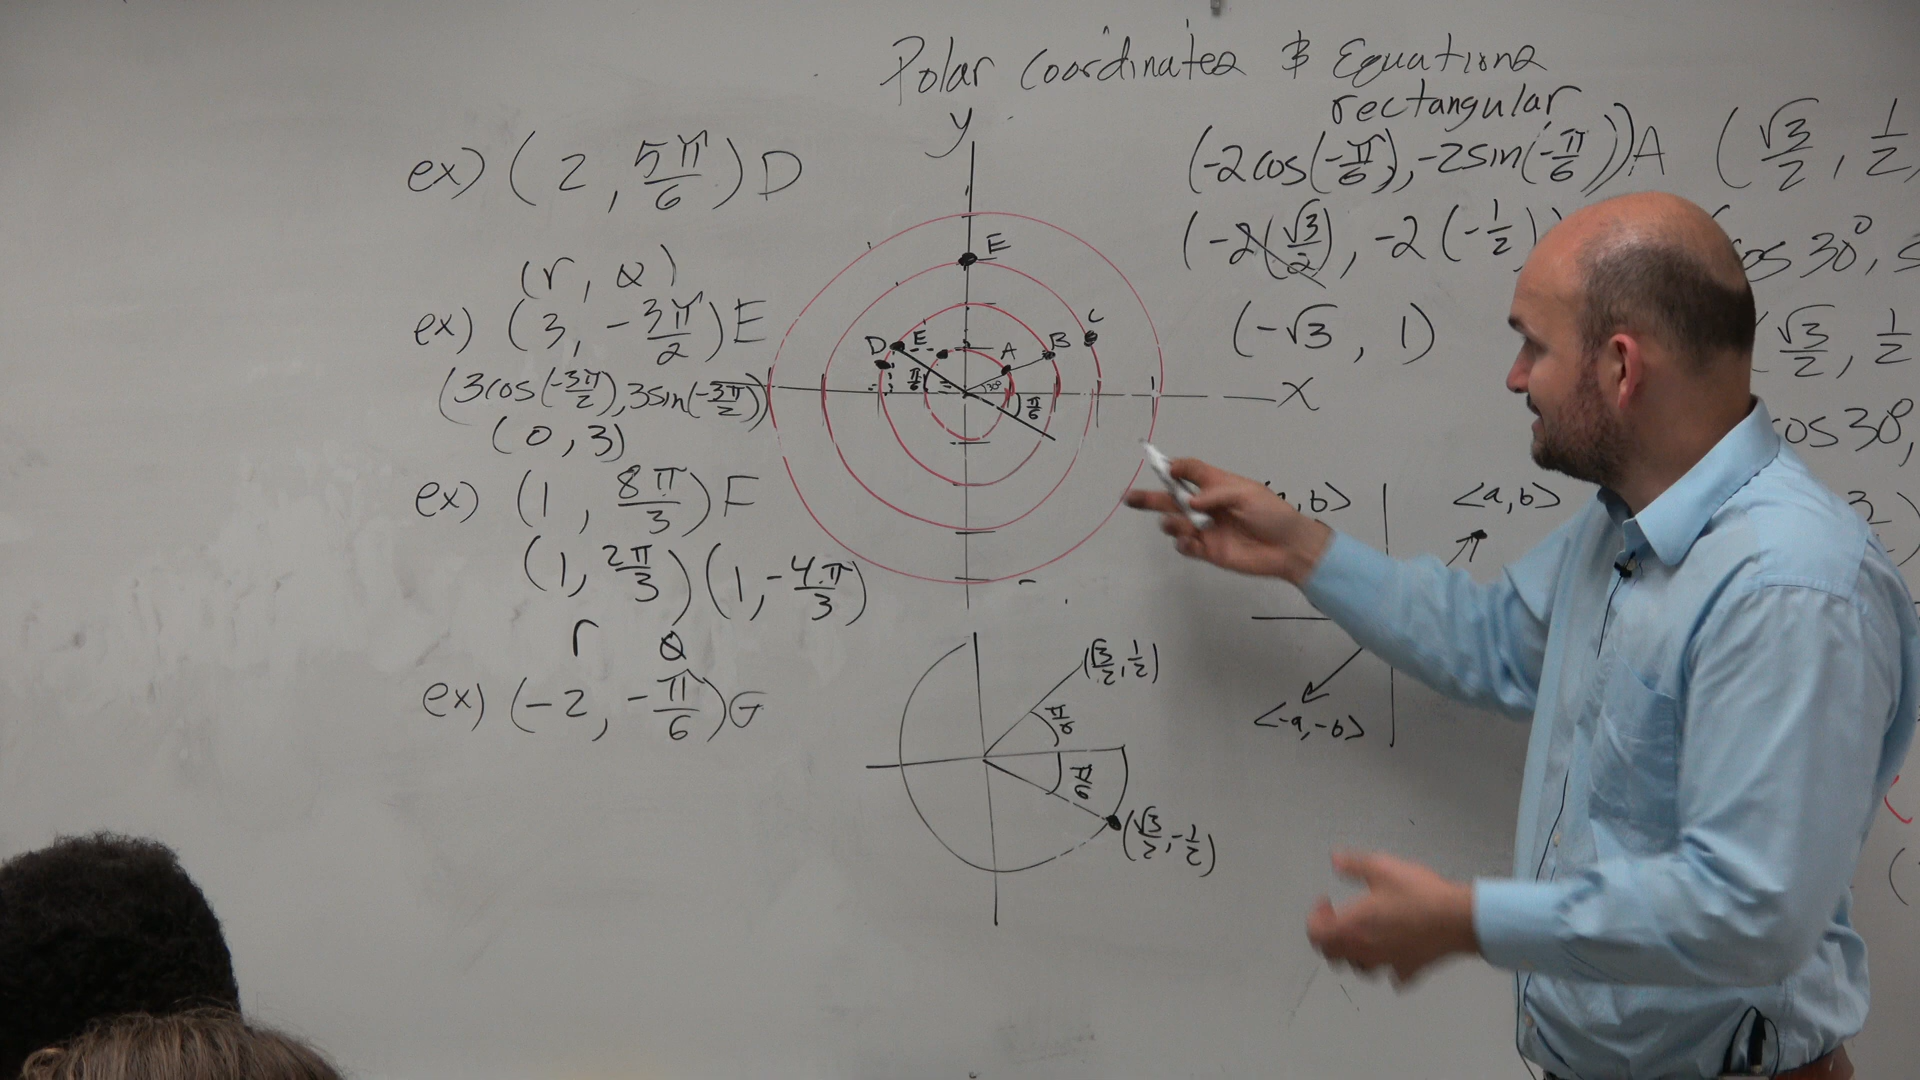 Polar Coordinates & Equations
rectangular
ex) (2, 5π/6) D
(r, θ)
ex) (3, -3π/2) E
(3cos(-3π/2), 3sin(-3π/2))
(0, 3)
ex) (1, 8π/3) F
(1, 2π/3) (1, -4π/3)
r θ
ex) (-2, -π/6) G
y
E
C
D E A B
π/6 30° π/6
x
(√3/2, 1/2)
π/6
π/6
(√3/2, -1/2)
(-2cos(-π/6), -2sin(-π/6)) A
(-2(√3/2), -2(-1/2))
(-√3, 1)
b> <a, b>
<-a, -b>
(√3/2, 1/2,
cos 30°, s
√3/2, 1/2
cos 30°,